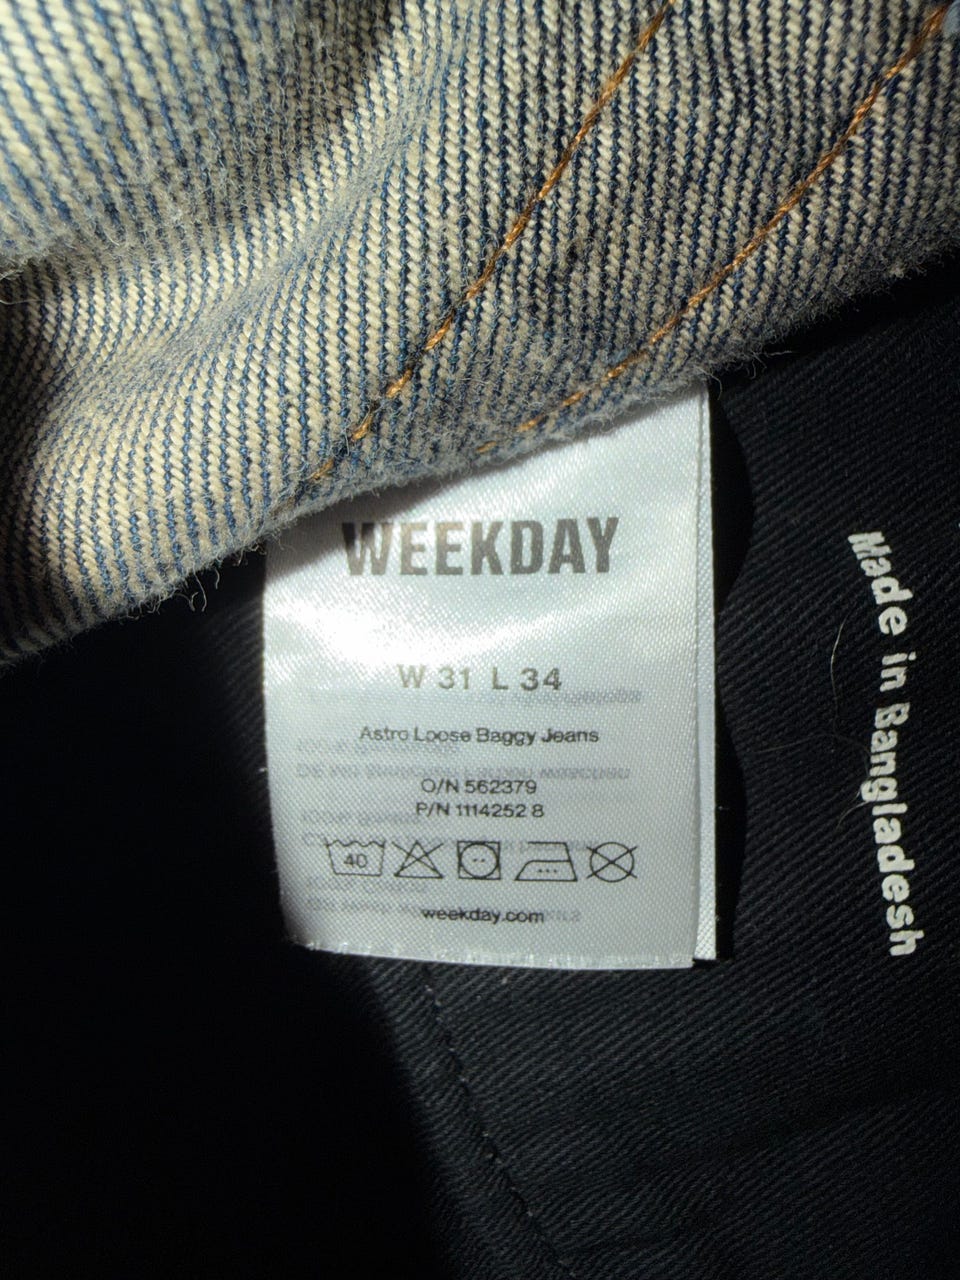 WEEKDAY
W 31 L 34
Astro Loose Baggy Jeans
O/N 562379
P/N 1114252 8
40
weekday.com
Made in Bangladesh